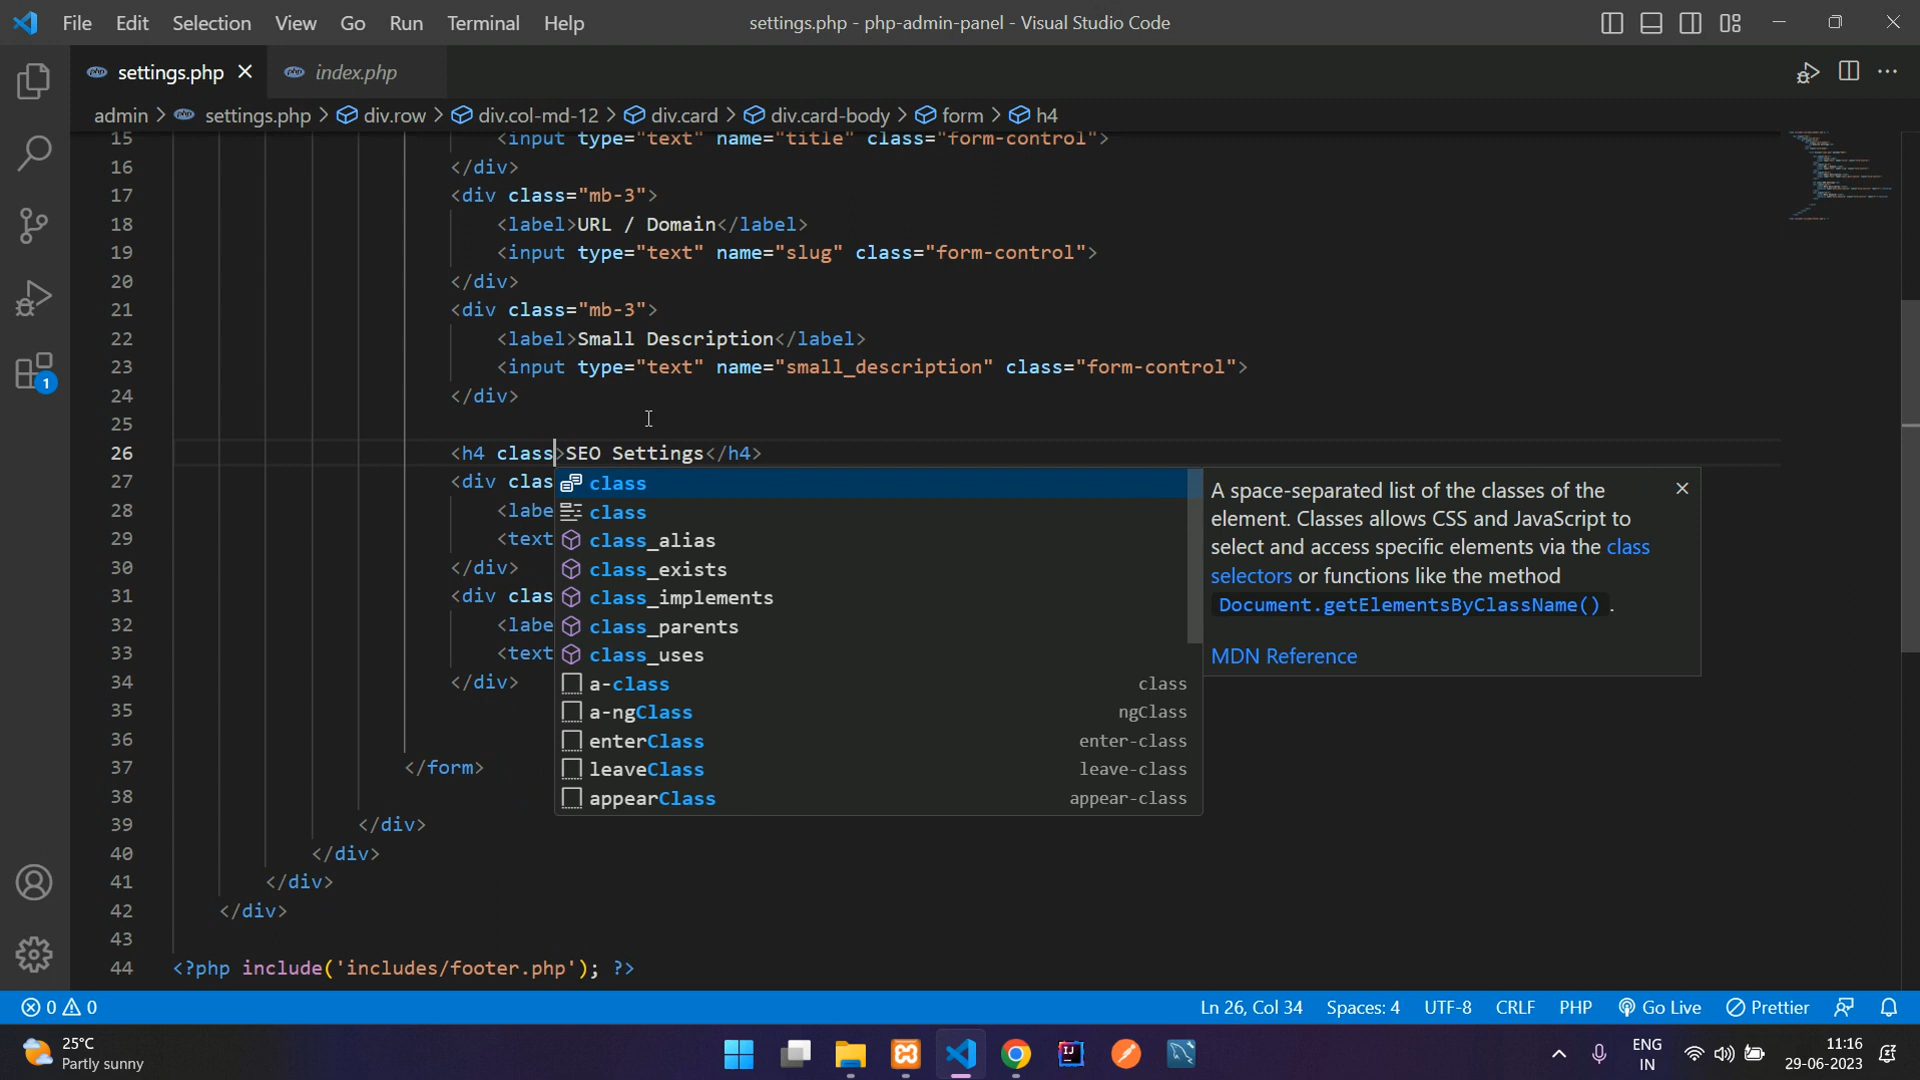 File Edit Selection View Go Run Terminal Help settings.php - php-admin-panel - Visual Studio Code
settings.php index.php
admin > settings.php > div.row > div.col-md-12 > div.card > div.card-body > form > h4
15 <input type="text" name="title" class="form-control">
16 </div>
17 <div class="mb-3">
18 <label>URL / Domain</label>
19 <input type="text" name="slug" class="form-control">
20 </div>
21 <div class="mb-3">
22 <label>Small Description</label>
23 <input type="text" name="small_description" class="form-control">
24 </div>
25
26 <h4 class>SEO Settings</h4>
27 <div clas
28 <labe
29 <text
30 </div>
31 <div clas
32 <labe
33 <text
34 </div>
35
36
37 </form>
38
39 </div>
40 </div>
41 </div>
42 </div>
43
44 <?php include('includes/footer.php'); ?>
class
class
class_alias
class_exists
class_implements
class_parents
class_uses
a-class class
a-ngClass ngClass
enterClass enter-class
leaveClass leave-class
appearClass appear-class
A space-separated list of the classes of the
element. Classes allows CSS and JavaScript to
select and access specific elements via the class
selectors or functions like the method
Document.getElementsByClassName() .
MDN Reference
1
0 0 Ln 26, Col 34 Spaces: 4 UTF-8 CRLF PHP Go Live Prettier
25°C
Partly sunny
ENG
IN
11:16
29-06-2023